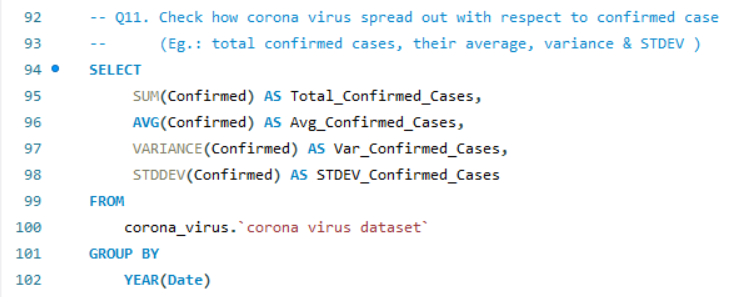 92 -- Q11. Check how corona virus spread out with respect to confirmed case
93 -- (Eg.: total confirmed cases, their average, variance & STDEV )
94 SELECT
95 SUM(Confirmed) AS Total_Confirmed_Cases,
96 AVG(Confirmed) AS Avg_Confirmed_Cases,
97 VARIANCE(Confirmed) AS Var_Confirmed_Cases,
98 STDDEV(Confirmed) AS STDEV_Confirmed_Cases
99 FROM
100 corona_virus.`corona virus dataset`
101 GROUP BY
102 YEAR(Date)